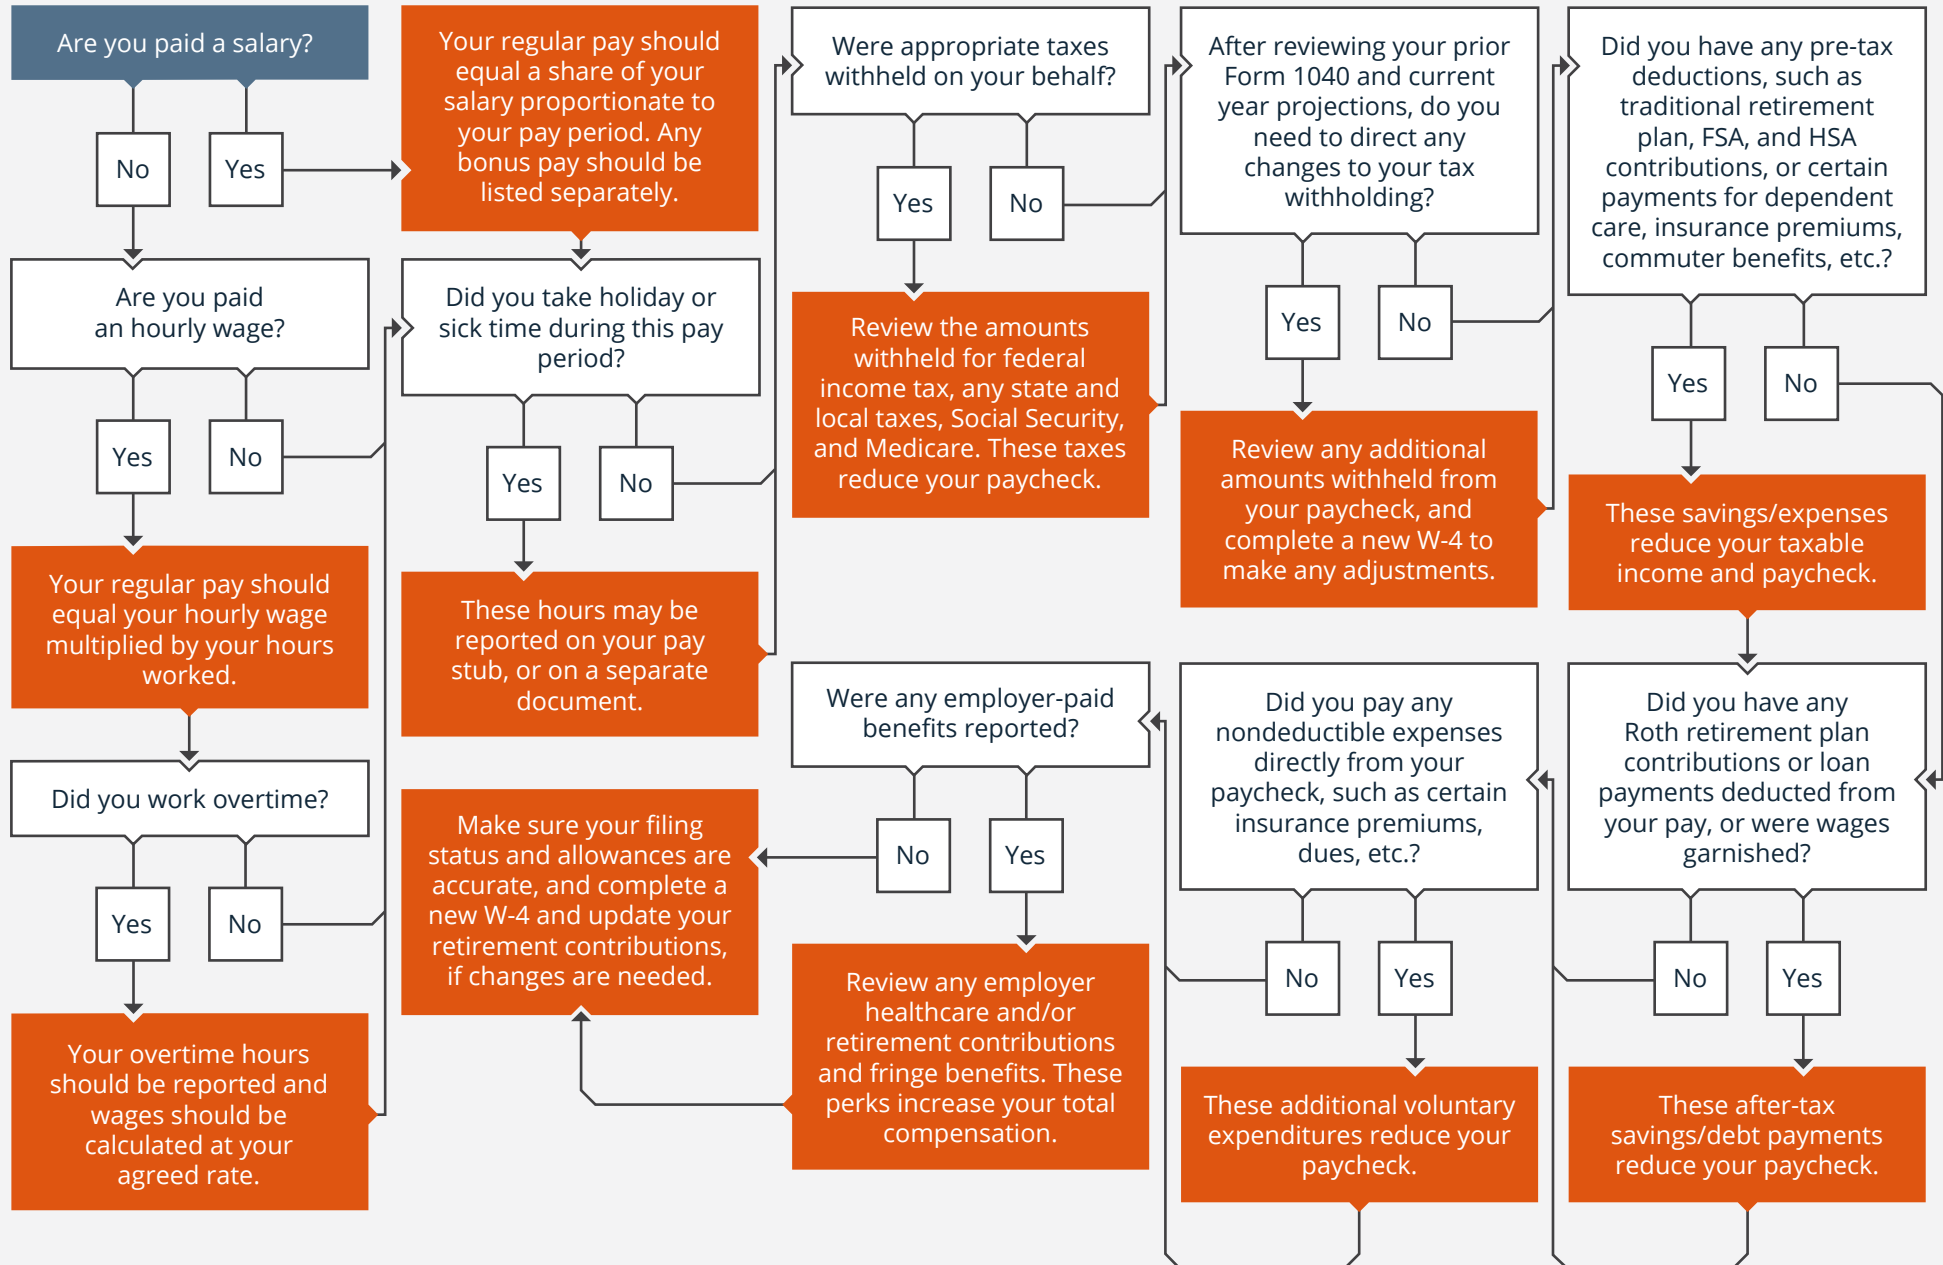 Are you paid a salary?
No
Yes
Are you paid
an hourly wage?
Yes
No
Your regular pay should
equal your hourly wage
multiplied by your hours
worked.
Did you work overtime?
Yes
No
Your overtime hours
should be reported and
wages should be
calculated at your
agreed rate.
Your regular pay should
equal a share of your
salary proportionate to
your pay period. Any
bonus pay should be
listed separately.
Did you take holiday or
sick time during this pay
period?
Yes
No
These hours may be
reported on your pay
stub, or on a separate
document.
Were appropriate taxes
withheld on your behalf?
Yes
No
Review the amounts
withheld for federal
income tax, any state and
local taxes, Social Security,
and Medicare. These taxes
reduce your paycheck.
After reviewing your prior
Form 1040 and current
year projections, do you
need to direct any
changes to your tax
withholding?
Yes
No
Review any additional
amounts withheld from
your paycheck, and
complete a new W-4 to
make any adjustments.
Did you have any pre-tax
deductions, such as
traditional retirement
plan, FSA, and HSA
contributions, or certain
payments for dependent
care, insurance premiums,
commuter benefits, etc.?
Yes
No
These savings/expenses
reduce your taxable
income and paycheck.
Did you have any
Roth retirement plan
contributions or loan
payments deducted from
your pay, or were wages
garnished?
No
Yes
These after-tax
savings/debt payments
reduce your paycheck.
Did you pay any
nondeductible expenses
directly from your
paycheck, such as certain
insurance premiums,
dues, etc.?
No
Yes
These additional voluntary
expenditures reduce your
paycheck.
Were any employer-paid
benefits reported?
No
Yes
Review any employer
healthcare and/or
retirement contributions
and fringe benefits. These
perks increase your total
compensation.
Make sure your filing
status and allowances are
accurate, and complete a
new W-4 and update your
retirement contributions,
if changes are needed.